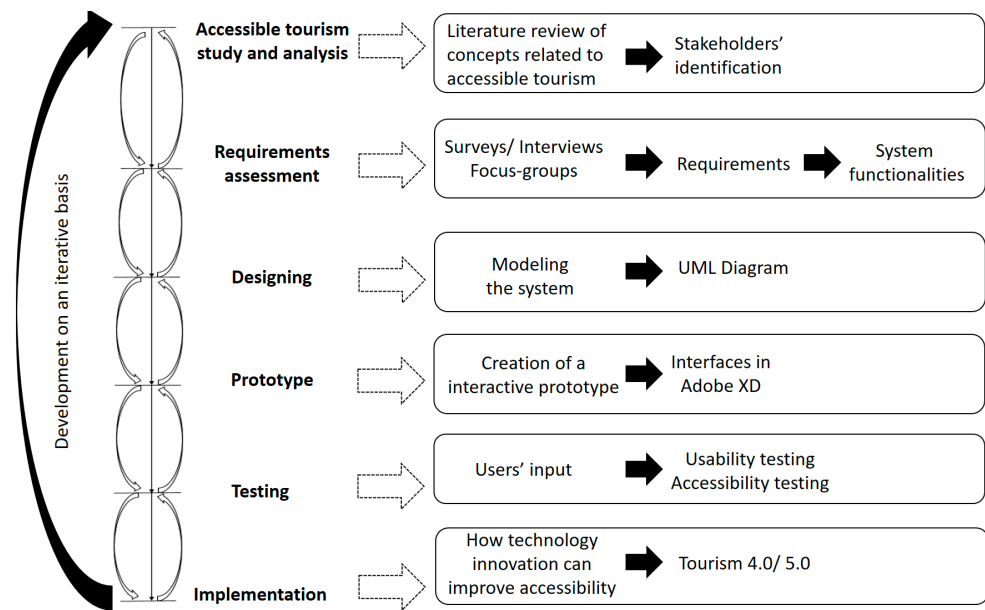 Development on an iterative basis
Accessible tourism
study and analysis
Literature review of
concepts related to
accessible tourism
Stakeholders’
identification
Requirements
assessment
Surveys/ Interviews
Focus-groups
Requirements
System
functionalities
Designing
Modeling
the system
UML Diagram
Prototype
Creation of a
interactive prototype
Interfaces in
Adobe XD
Testing
Users’ input
Usability testing
Accessibility testing
Implementation
How technology
innovation can
improve accessibility
Tourism 4.0/ 5.0